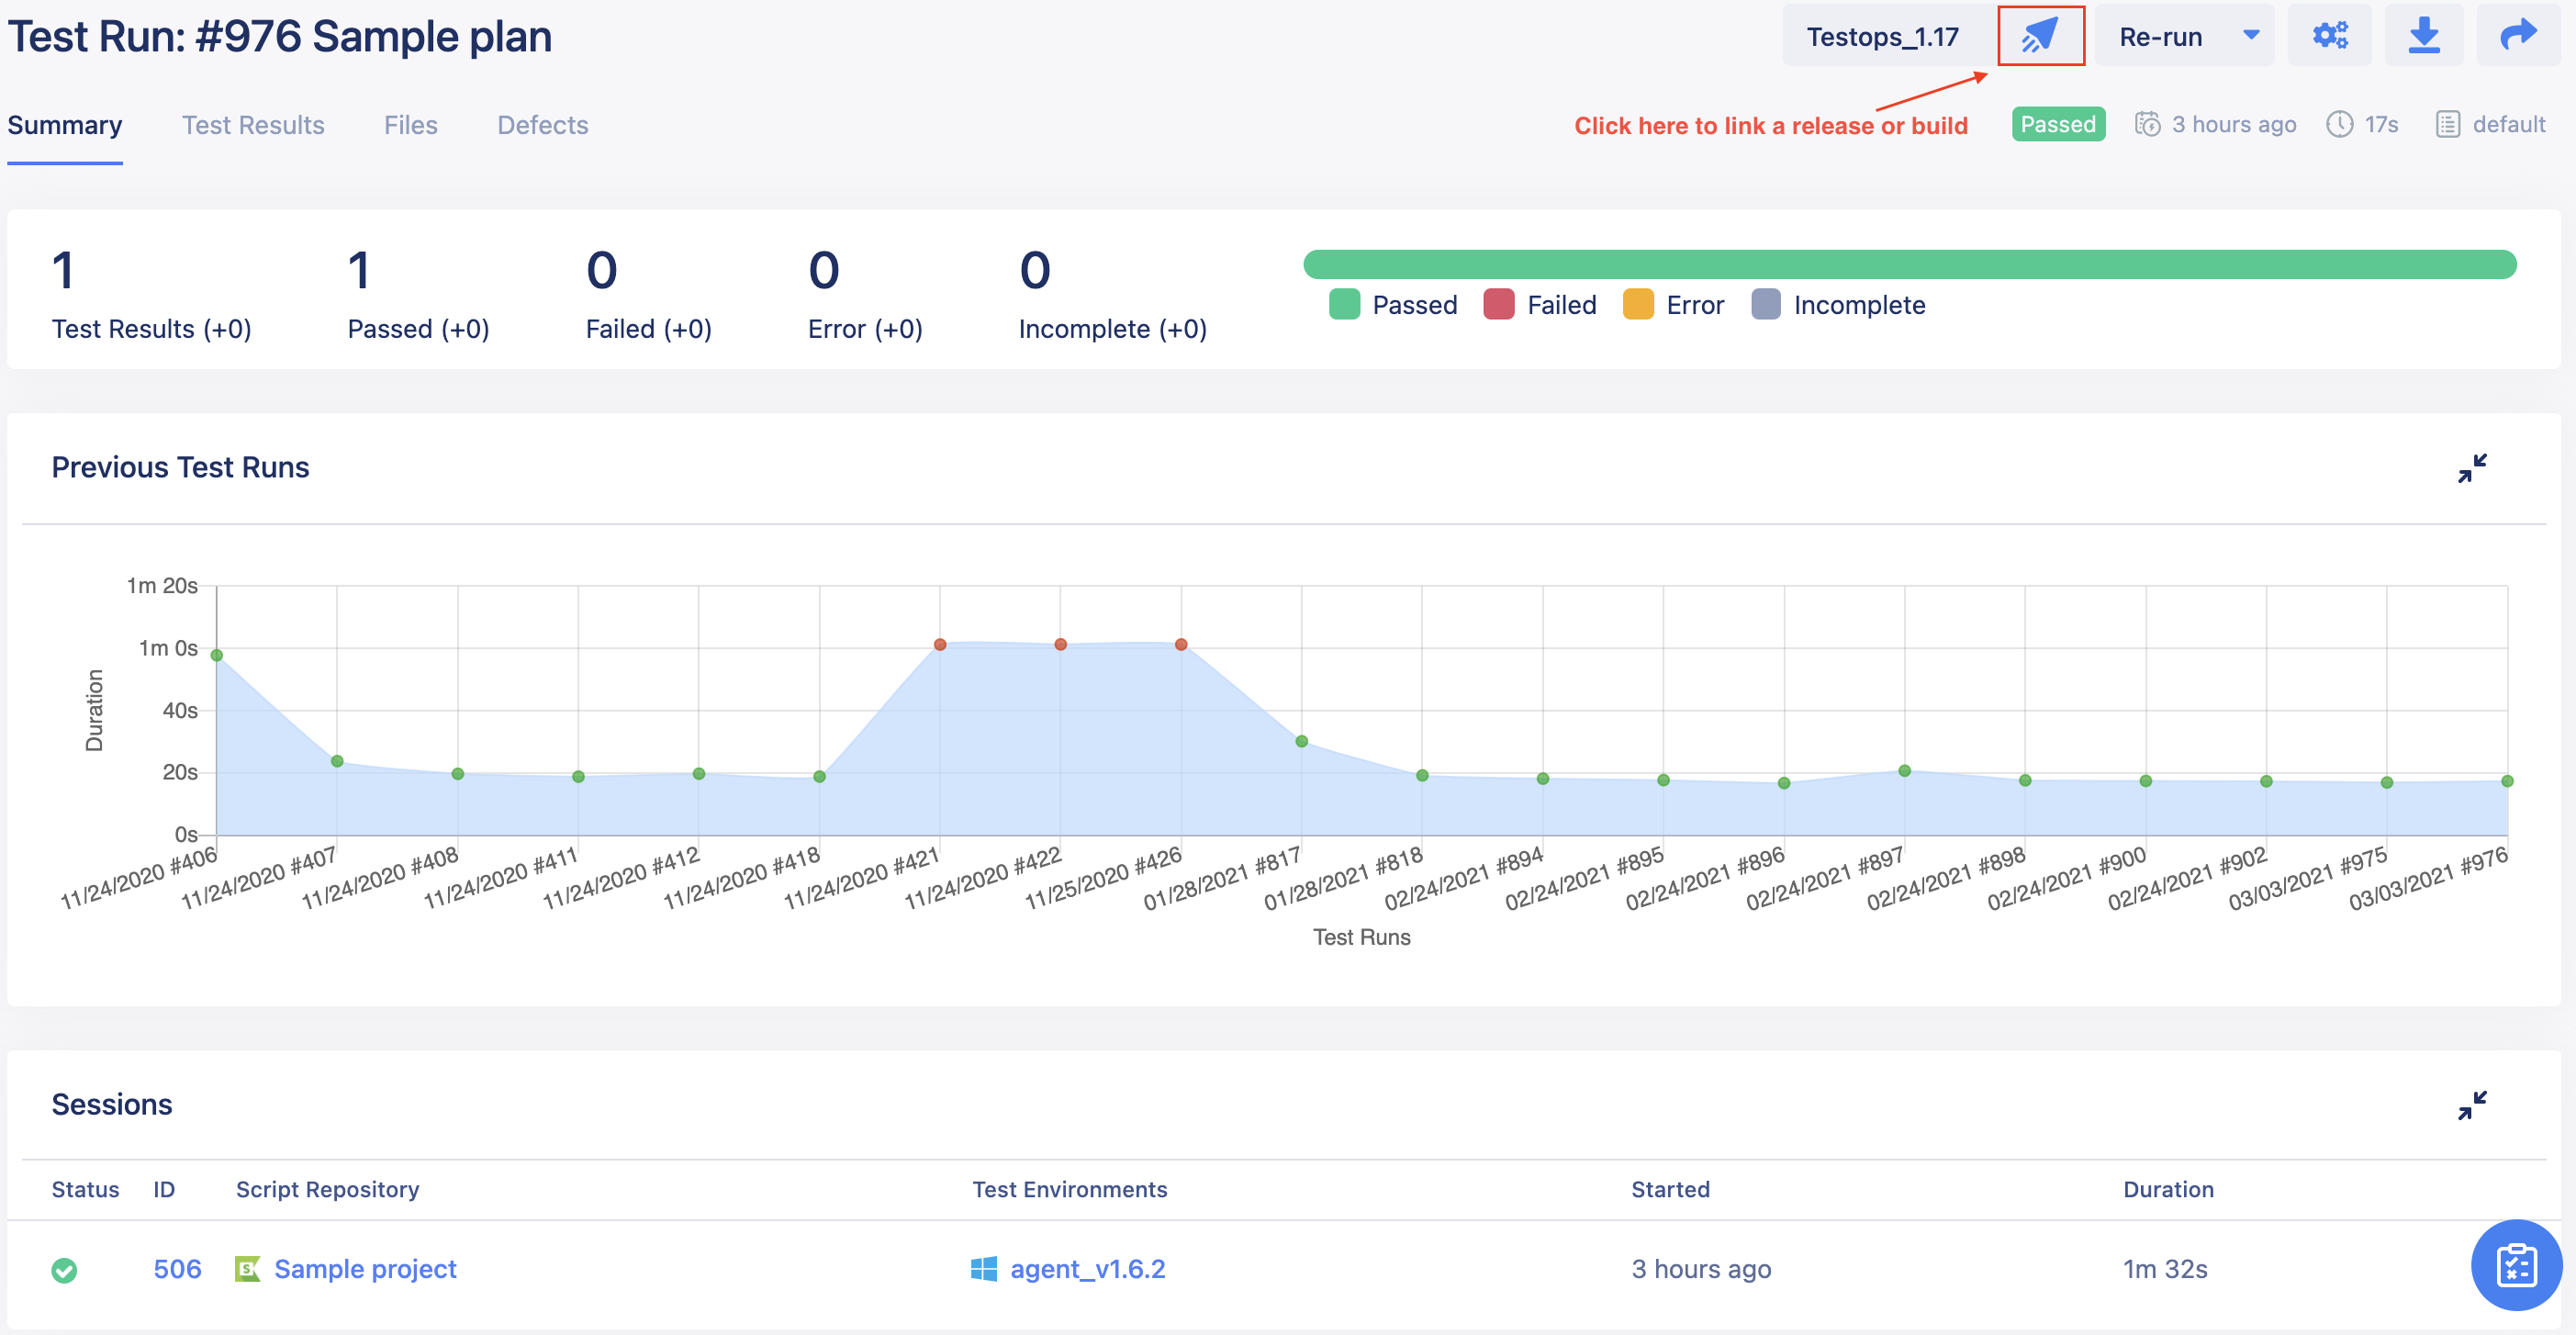 Test Run: #976 Sample plan
Testops_1.17
Re-run
Summary
Test Results
Files
Defects
Click here to link a release or build
Passed
3 hours ago
17s
default
1
Test Results (+0)
1
Passed (+0)
0
Failed (+0)
0
Error (+0)
0
Incomplete (+0)
Passed
Failed
Error
Incomplete
Previous Test Runs
Duration
1m 20s
1m 0s
40s
20s
0s
11/24/2020 #406
11/24/2020 #407
11/24/2020 #408
11/24/2020 #411
11/24/2020 #412
11/24/2020 #418
11/24/2020 #421
11/24/2020 #422
11/25/2020 #426
01/28/2021 #817
01/28/2021 #818
02/24/2021 #894
02/24/2021 #895
02/24/2021 #896
02/24/2021 #897
02/24/2021 #898
02/24/2021 #900
02/24/2021 #902
03/03/2021 #975
03/03/2021 #976
Test Runs
Sessions
Status ID Script Repository Test Environments Started Duration
506 Sample project agent_v1.6.2 3 hours ago 1m 32s